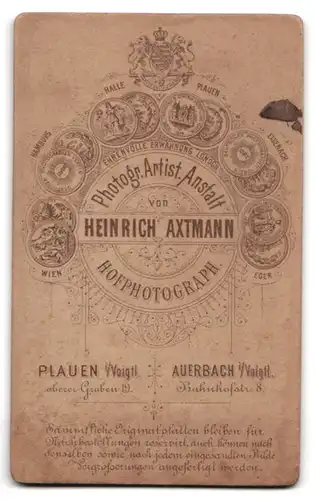 HALLE PLAUEN
HAMBURG EISENACH
EHRENVOLLE ERWÄHNUNG LONDON
Photogr. Artist. Anstalt
von
HEINRICH AXTMANN
HOFPHOTOGRAPH.
WIEN EGER
PLAUEN i/Voigtl. AUERBACH i/Voigtl.
oberer Graben 19. Bahnhofstr. 8.
Sämmtliche Originalplatten bleiben für
Nachbestellungen reservirt, auch können nach
denselben sowie nach jedem eingesandten Bilde
Vergrösserungen angefertigt werden.